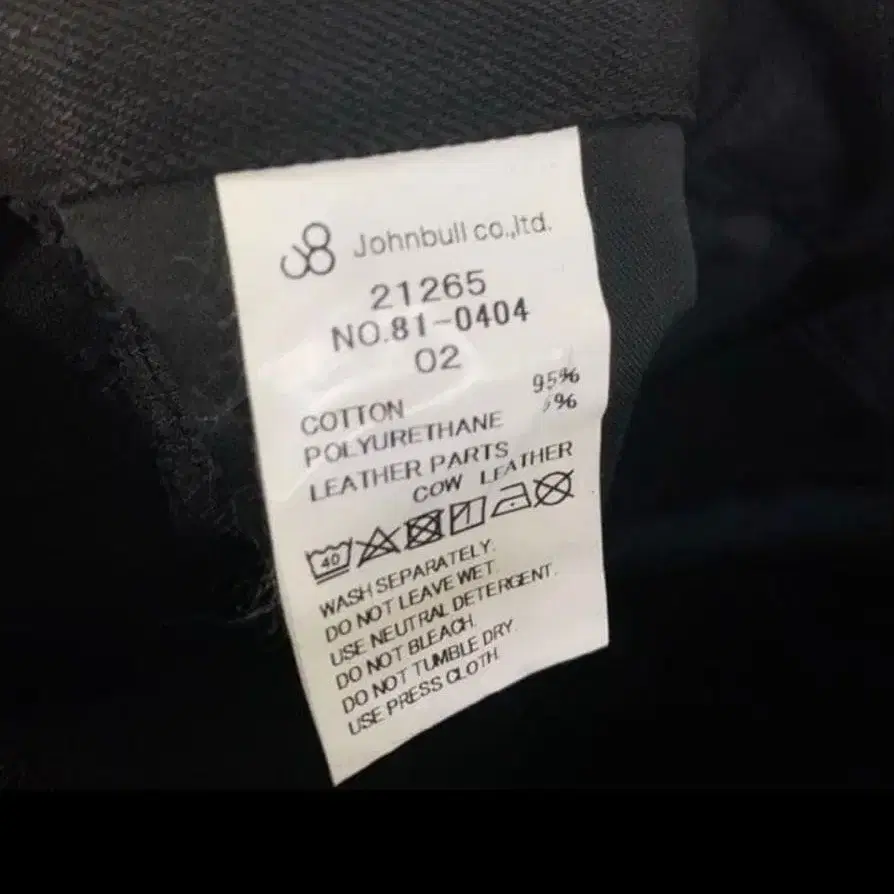 Johnbull co.,ltd.
21265
NO.81-0404
02
COTTON 95%
POLYURETHANE %
LEATHER PARTS
COW LEATHER
40
WASH SEPARATELY.
DO NOT LEAVE WET.
USE NEUTRAL DETERGENT.
DO NOT BLEACH.
DO NOT TUMBLE DRY.
USE PRESS CLOTH.